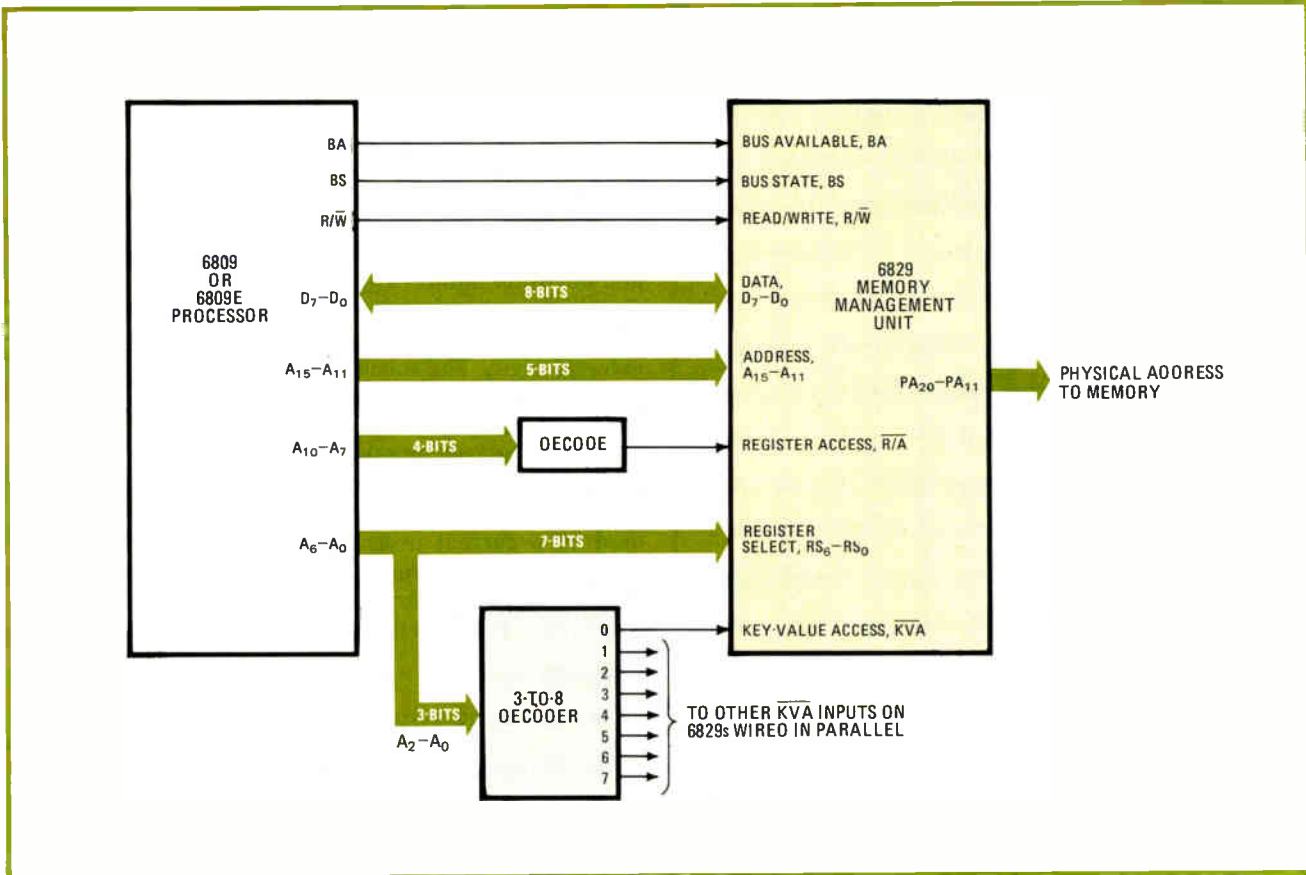 6809
OR
6809E
PROCESSOR
BA
BS
R/W̅
D₇–D₀
A₁₅–A₁₁
A₁₀–A₇
A₆–A₀
8-BITS
5-BITS
4-BITS
OECOOE
7-BITS
3-BITS
A₂–A₀
3-TO-8
OECOOER
0
1
2
3
4
5
6
7
TO OTHER K̅V̅A̅ INPUTS ON
6829s WIRED IN PARALLEL
BUS AVAILABLE, BA
BUS STATE, BS
READ/WRITE, R/W̅
DATA,
D₇–D₀
ADDRESS,
A₁₅–A₁₁
REGISTER ACCESS, R̅/̅A̅
REGISTER
SELECT, RS₆–RS₀
KEY-VALUE ACCESS, K̅V̅A̅
6829
MEMORY
MANAGEMENT
UNIT
PA₂₀–PA₁₁
PHYSICAL AOORESS
TO MEMORY